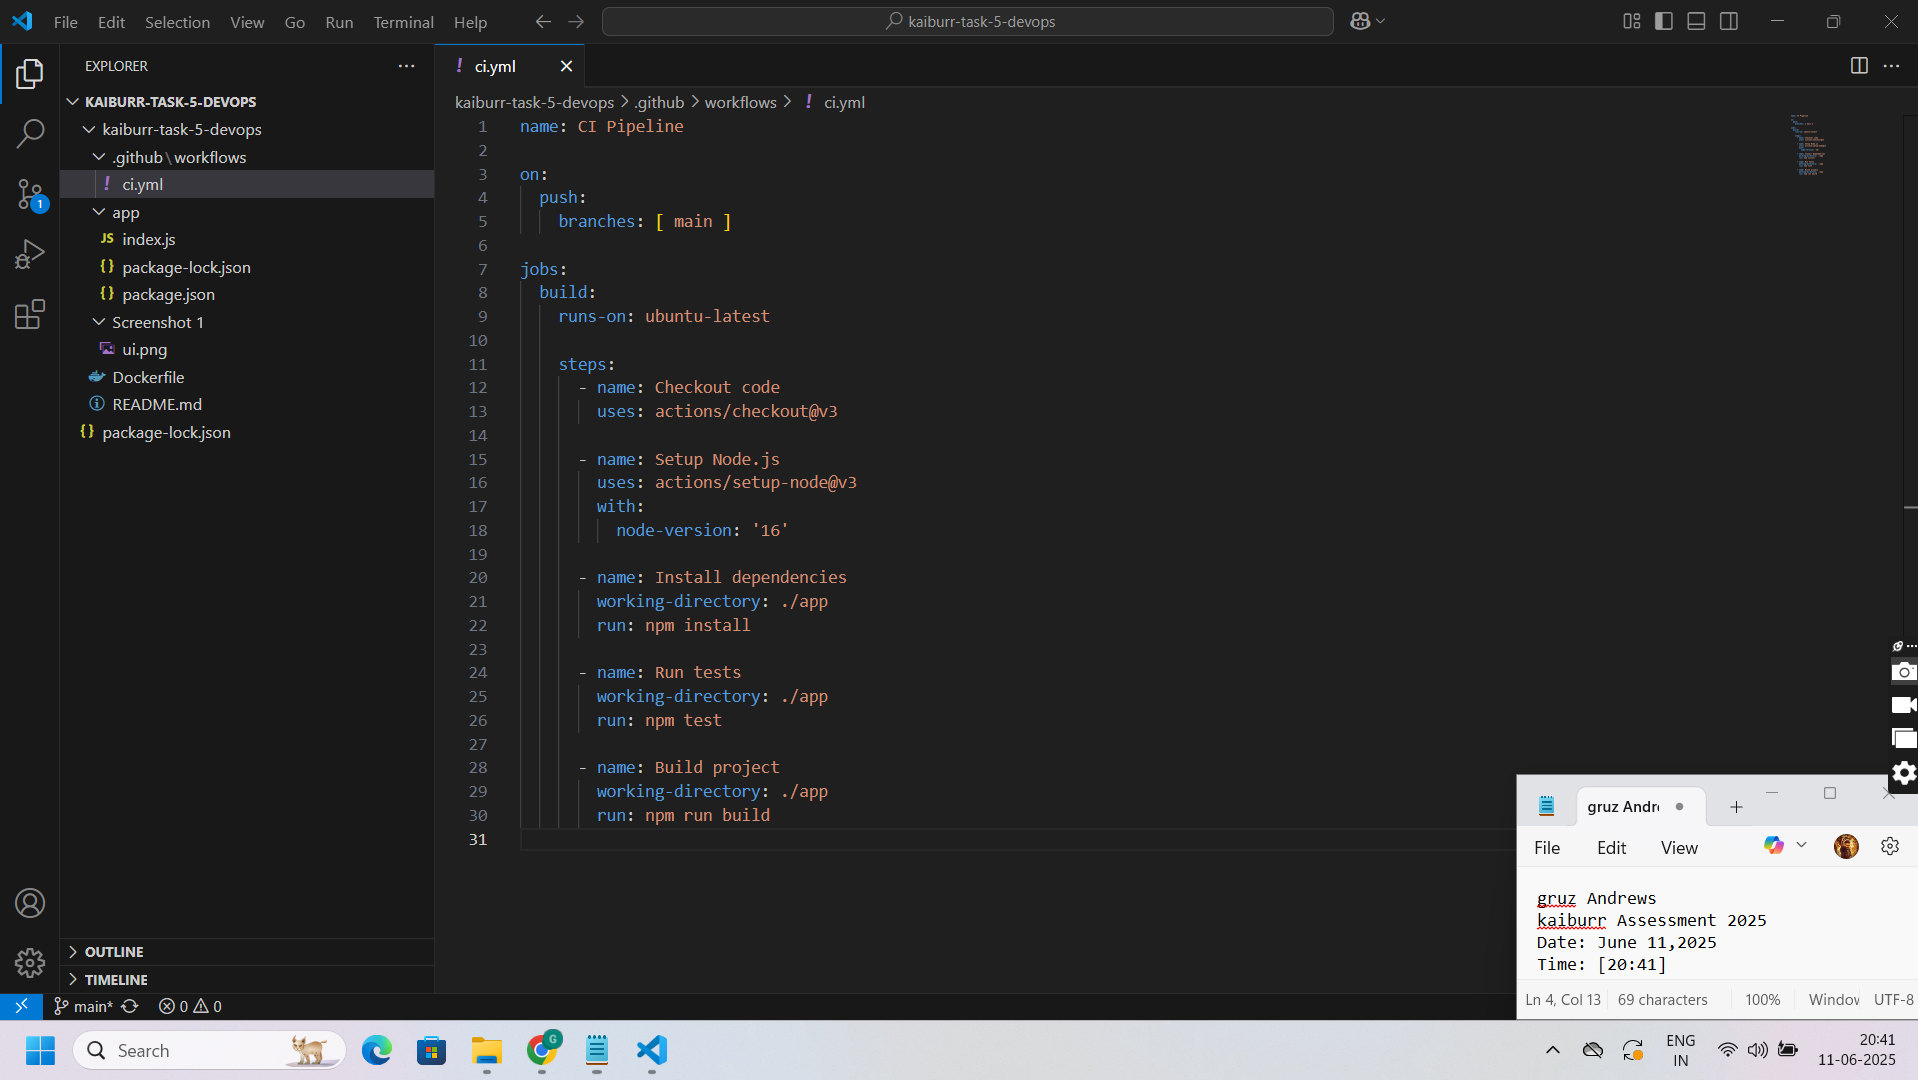 File Edit Selection View Go Run Terminal Help
kaiburr-task-5-devops
EXPLORER
KAIBURR-TASK-5-DEVOPS
kaiburr-task-5-devops
.github\workflows
! ci.yml
app
JS index.js
{} package-lock.json
{} package.json
Screenshot 1
ui.png
Dockerfile
README.md
{} package-lock.json
OUTLINE
TIMELINE
1
! ci.yml
kaiburr-task-5-devops > .github > workflows > ! ci.yml
1 name: CI Pipeline
2
3 on:
4 push:
5 branches: [ main ]
6
7 jobs:
8 build:
9 runs-on: ubuntu-latest
10
11 steps:
12 - name: Checkout code
13 uses: actions/checkout@v3
14
15 - name: Setup Node.js
16 uses: actions/setup-node@v3
17 with:
18 node-version: '16'
19
20 - name: Install dependencies
21 working-directory: ./app
22 run: npm install
23
24 - name: Run tests
25 working-directory: ./app
26 run: npm test
27
28 - name: Build project
29 working-directory: ./app
30 run: npm run build
31
main* 0 0
gruz Andre
File Edit View
gruz Andrews
kaiburr Assessment 2025
Date: June 11,2025
Time: [20:41]
Ln 4, Col 13 69 characters 100% Window UTF-8
Search
G
ENG
IN
20:41
11-06-2025